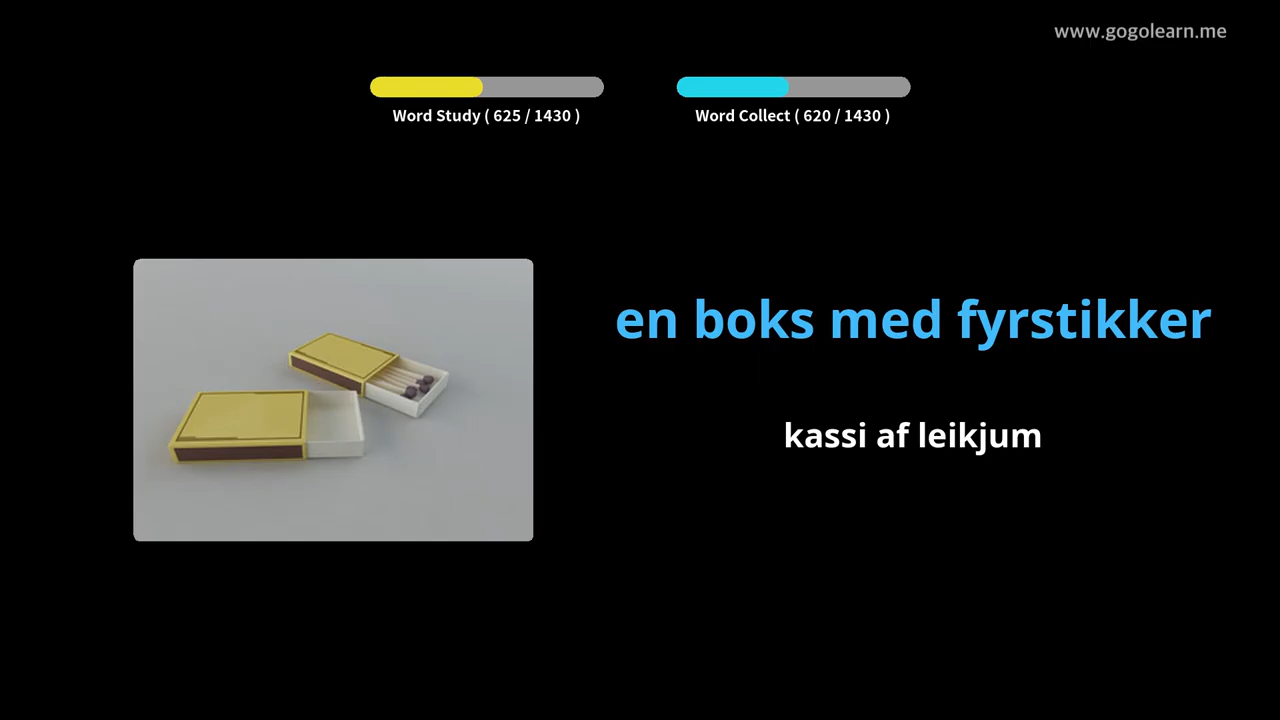 www.gogolearn.me
Word Study ( 625 / 1430 )
Word Collect ( 620 / 1430 )
en boks med fyrstikker
kassi af leikjum